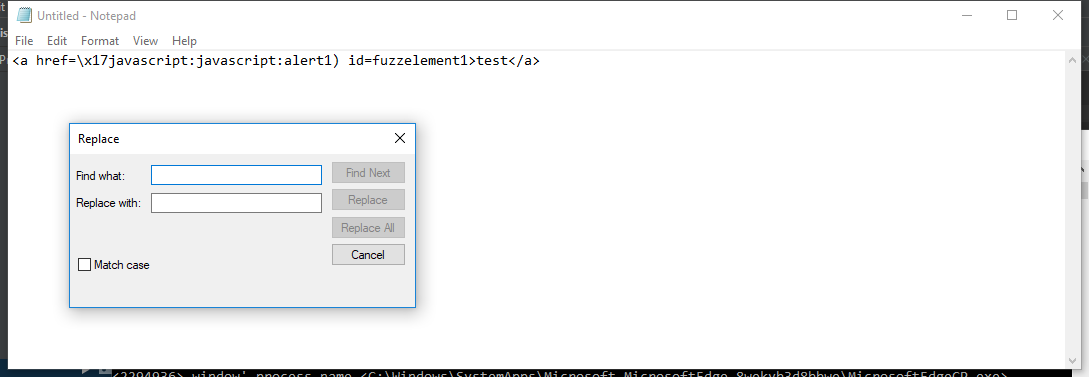 Untitled - Notepad
File Edit Format View Help
<a href=\x17javascript:javascript:alert1) id=fuzzelement1>test</a>
Replace
Find what:
Find Next
Replace with:
Replace
Replace All
Cancel
Match case